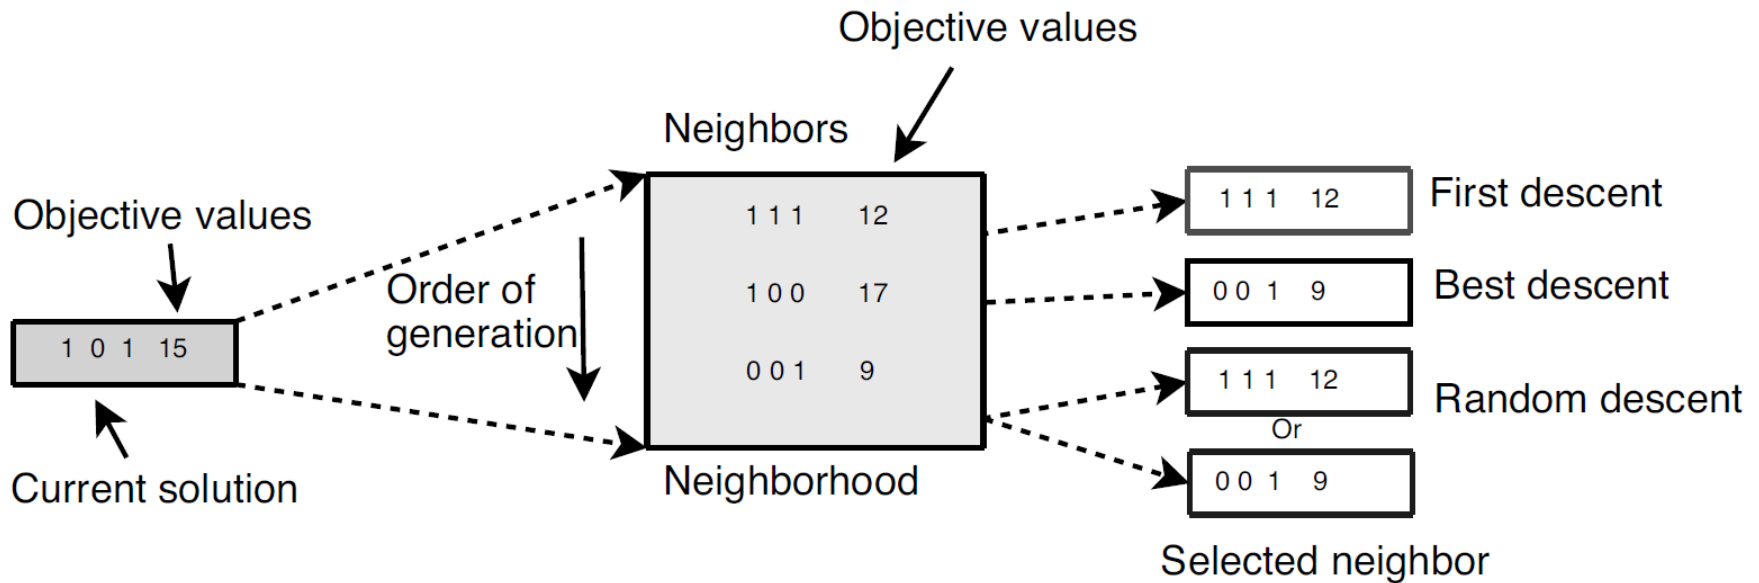 Objective values
Neighbors
Objective values
1 0 1 15
Current solution
Order of
generation
1 1 1 12
1 0 0 17
0 0 1 9
Neighborhood
1 1 1 12
First descent
0 0 1 9
Best descent
1 1 1 12
Random descent
Or
0 0 1 9
Selected neighbor